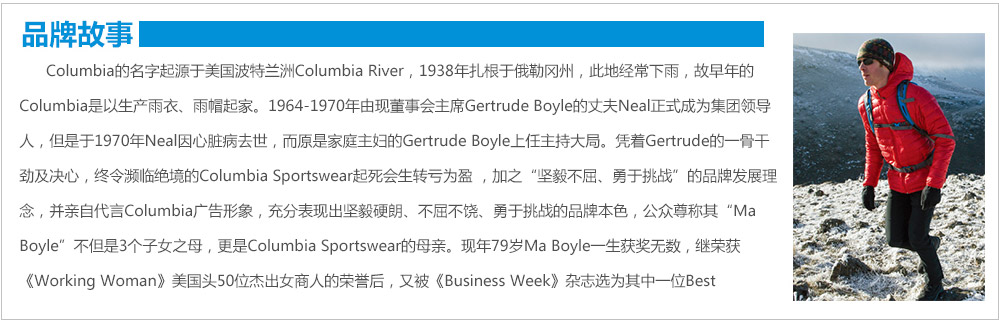 品牌故事
Columbia的名字起源于美国波特兰洲Columbia River，1938年扎根于俄勒冈州，此地经常下雨，故早年的
Columbia是以生产雨衣、雨帽起家。1964-1970年由现董事会主席Gertrude Boyle的丈夫Neal正式成为集团领导
人，但是于1970年Neal因心脏病去世，而原是家庭主妇的Gertrude Boyle上任主持大局。凭着Gertrude的一骨干
劲及决心，终令濒临绝境的Columbia Sportswear起死会生转亏为盈 ，加之“坚毅不屈、勇于挑战”的品牌发展理
念，并亲自代言Columbia广告形象，充分表现出坚毅硬朗、不屈不饶、勇于挑战的品牌本色，公众尊称其“Ma
Boyle”不但是3个子女之母，更是Columbia Sportswear的母亲。现年79岁Ma Boyle一生获奖无数，继荣获
《Working Woman》美国头50位杰出女商人的荣誉后，又被《Business Week》杂志选为其中一位Best